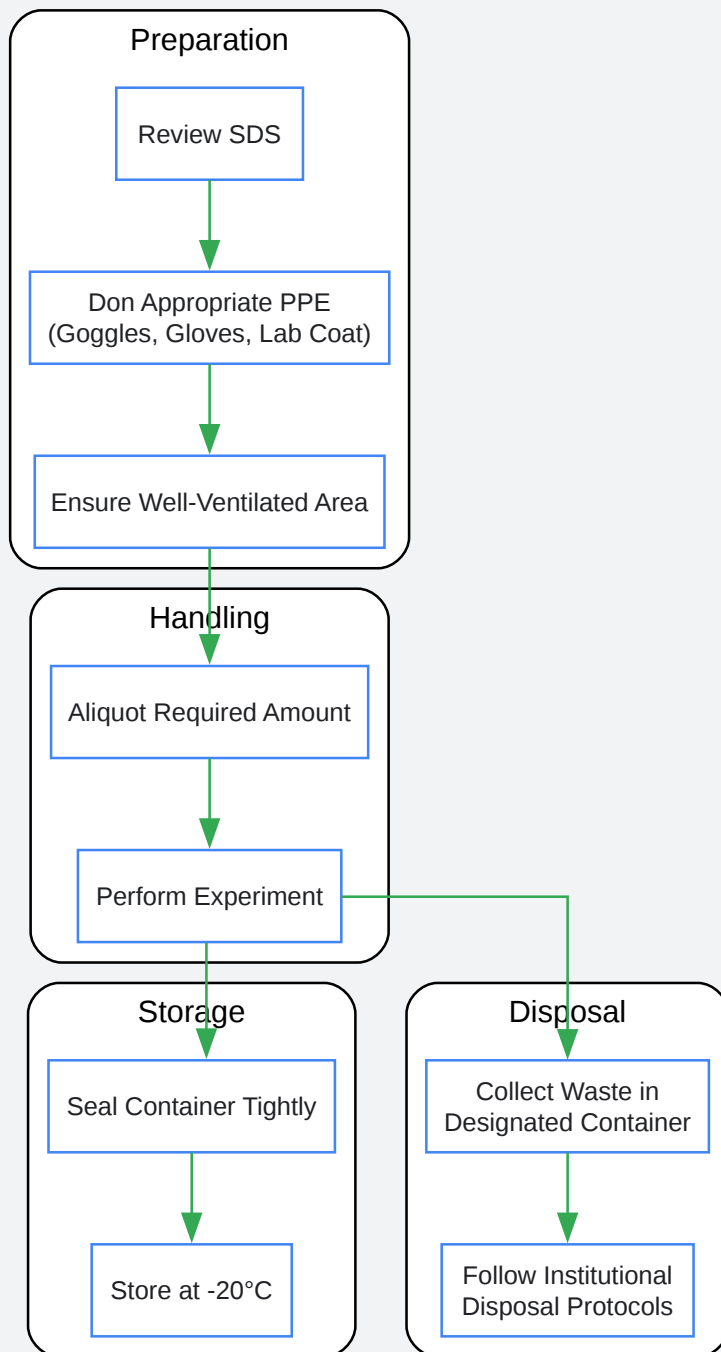 Preparation
Review SDS
Don Appropriate PPE
(Goggles, Gloves, Lab Coat)
Ensure Well-Ventilated Area
Handling
Aliquot Required Amount
Perform Experiment
Storage
Seal Container Tightly
Store at -20°C
Disposal
Collect Waste in
Designated Container
Follow Institutional
Disposal Protocols